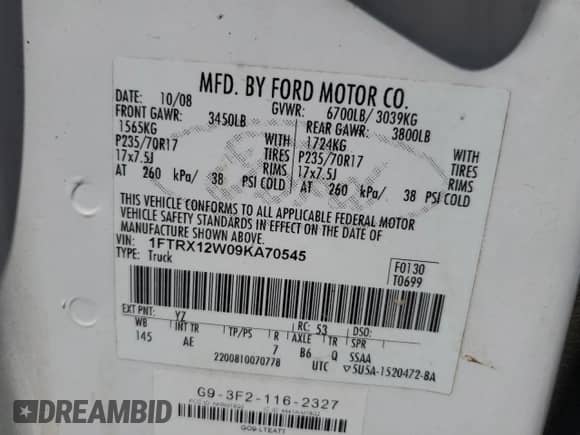 MFD. BY FORD MOTOR CO.
DATE: 10/08 GVWR: 6700LB/ 3039KG
FRONT GAWR: 3450LB REAR GAWR: 3800LB
1565KG WITH 1724KG WITH
P235/70R17 TIRES P235/70R17 TIRES
17x7.5J RIMS 17x7.5J RIMS
AT 260 kPa/ 38 PSI COLD AT 260 kPa/ 38 PSI COLD
THIS VEHICLE CONFORMS TO ALL APPLICABLE FEDERAL MOTOR
VEHICLE SAFETY STANDARDS IN EFFECT ON THE DATE OF
MANUFACTURE SHOWN ABOVE.
VIN: 1FTRX12W09KA70545
TYPE: Truck
F0130
T0699
EXT PNT: YZ RC: 53 DSO:
WB INT TR TP/PS R AXLE TR SPR
145 AE 7 B6 Q SSAA
2200810070778 UTC ▽5U5A-1520472-BA
G9-3F2-116-2327
G09-LTEATT
DREAMBID